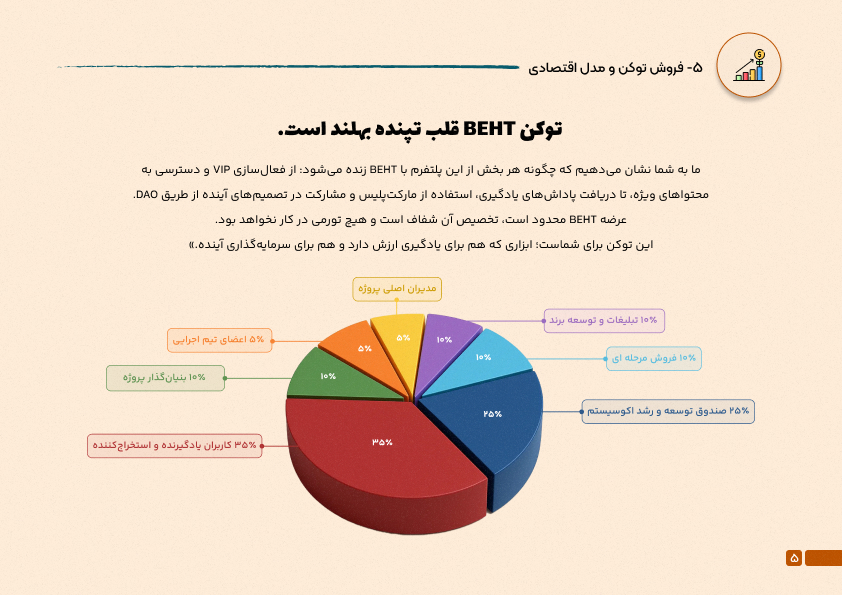 ۵- فروش توکن و مدل اقتصادی
توکن BEHT قلب تپنده بهلند است.
ما به شما نشان می‌دهیم که چگونه هر بخش از این پلتفرم با BEHT زنده می‌شود: از فعال‌سازی VIP و دسترسی به
محتواهای ویژه، تا دریافت پاداش‌های یادگیری، استفاده از مارکت‌پلیس و مشارکت در تصمیم‌های آینده از طریق DAO.
عرضه BEHT محدود است، تخصیص آن شفاف است و هیچ تورمی در کار نخواهد بود.
این توکن برای شماست؛ ابزاری که هم برای یادگیری ارزش دارد و هم برای سرمایه‌گذاری آینده.»
مدیران اصلی پروژه
۱۰٪ تبلیغات و توسعه برند
۵٪ اعضای تیم اجرایی
۱۰٪ فروش مرحله ای
۱۰٪ بنیان‌گذار پروژه
۲۵٪ صندوق توسعه و رشد اکوسیستم
۳۵٪ کاربران یادگیرنده و استخراج‌کننده
۱۰٪
۵٪
۵٪
۱۰٪
۱۰٪
۲۵٪
۳۵٪
۵